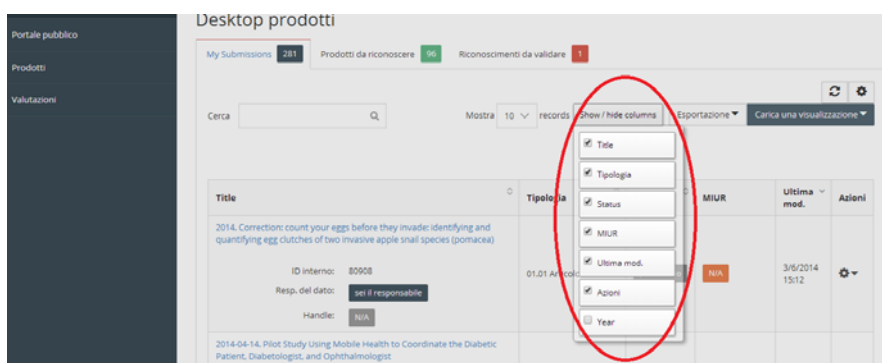 Desktop prodotti
Portale pubblico
Prodotti
Valutazioni
My Submissions 281 Prodotti da riconoscere 96 Riconoscimenti da validare 1
Cerca Mostra 10 records Show / hide columns Esportazione Carica una visualizzazione
Title
Tipologia
Status
MIUR
Ultima mod.
Azioni
Year
Title Tipologia MIUR Ultima mod. Azioni
2014. Correction: count your eggs before they invade: identifying and
quantifying egg clutches of two invasive apple snail species (pomacea)
ID interno: 80908
Resp. del dato: sei il responsabile
Handle: N/A
01.01
N/A
3/6/2014
15:12
2014-04-14. Pilot Study Using Mobile Health to Coordinate the Diabetic
Patient, Diabetologist, and Ophthalmologist